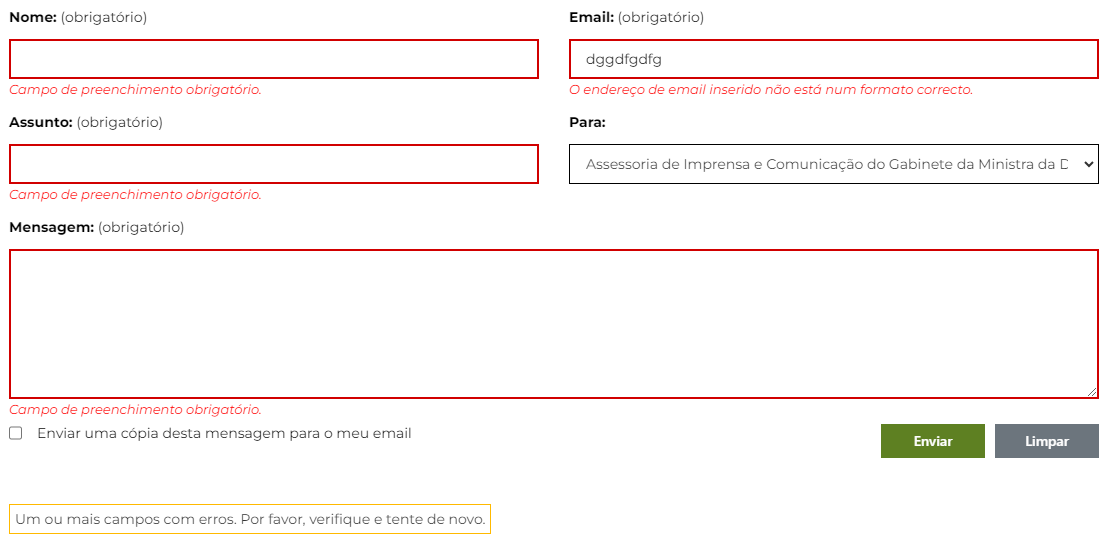 Nome: (obrigatório)
Email: (obrigatório)
dggdfgdfg
Campo de preenchimento obrigatório.
O endereço de email inserido não está num formato correcto.
Assunto: (obrigatório)
Para:
Assessoria de Imprensa e Comunicação do Gabinete da Ministra da D
Campo de preenchimento obrigatório.
Mensagem: (obrigatório)
Campo de preenchimento obrigatório.
Enviar uma cópia desta mensagem para o meu email
Enviar
Limpar
Um ou mais campos com erros. Por favor, verifique e tente de novo.